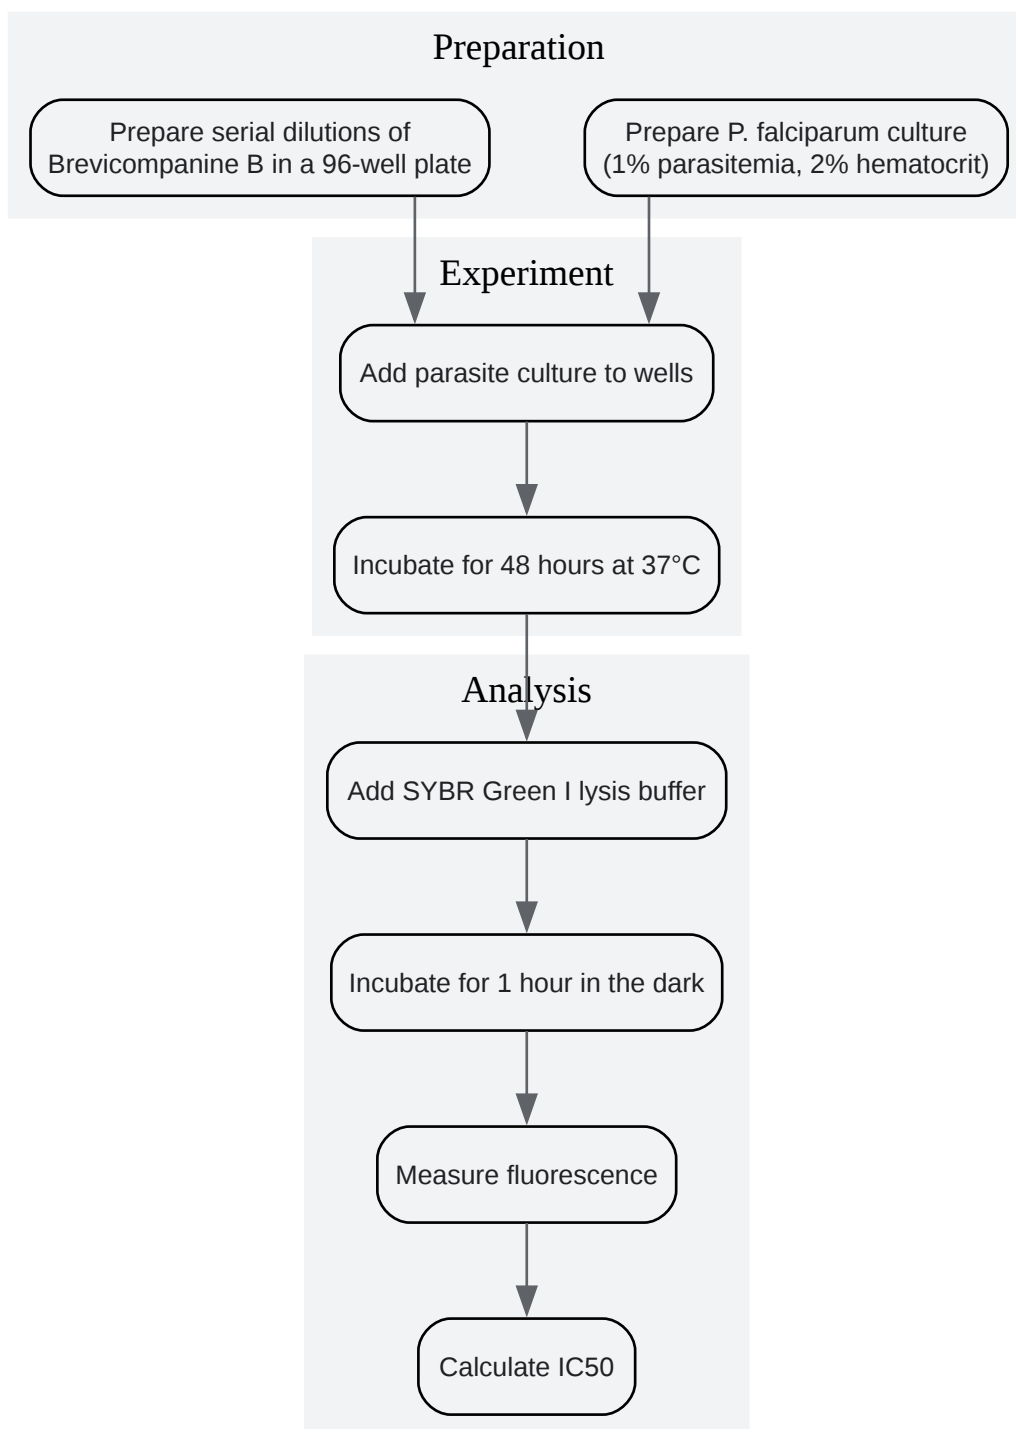 Preparation
Prepare serial dilutions of
Brevicompanine B in a 96-well plate
Prepare P. falciparum culture
(1% parasitemia, 2% hematocrit)
Experiment
Add parasite culture to wells
Incubate for 48 hours at 37°C
Analysis
Add SYBR Green I lysis buffer
Incubate for 1 hour in the dark
Measure fluorescence
Calculate IC50